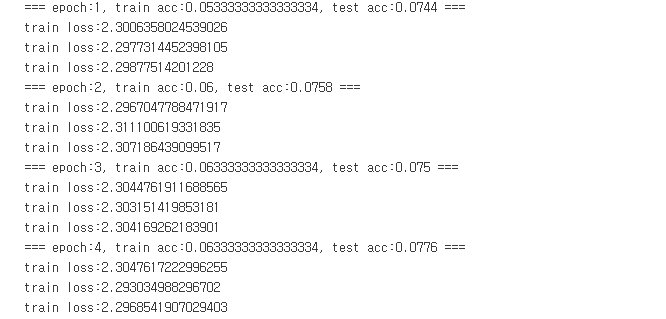 === epoch:1, train acc:0.05333333333333334, test acc:0.0744 ===
train loss:2.3006358024539026
train loss:2.2977314452398105
train loss:2.29877514201228
=== epoch:2, train acc:0.06, test acc:0.0758 ===
train loss:2.2967047788471917
train loss:2.311100619331835
train loss:2.307186439099517
=== epoch:3, train acc:0.06333333333333334, test acc:0.075 ===
train loss:2.3044761911688565
train loss:2.303151419853181
train loss:2.304169262183901
=== epoch:4, train acc:0.06333333333333334, test acc:0.0776 ===
train loss:2.3047617222996255
train loss:2.293034988296702
train loss:2.2968541907029403